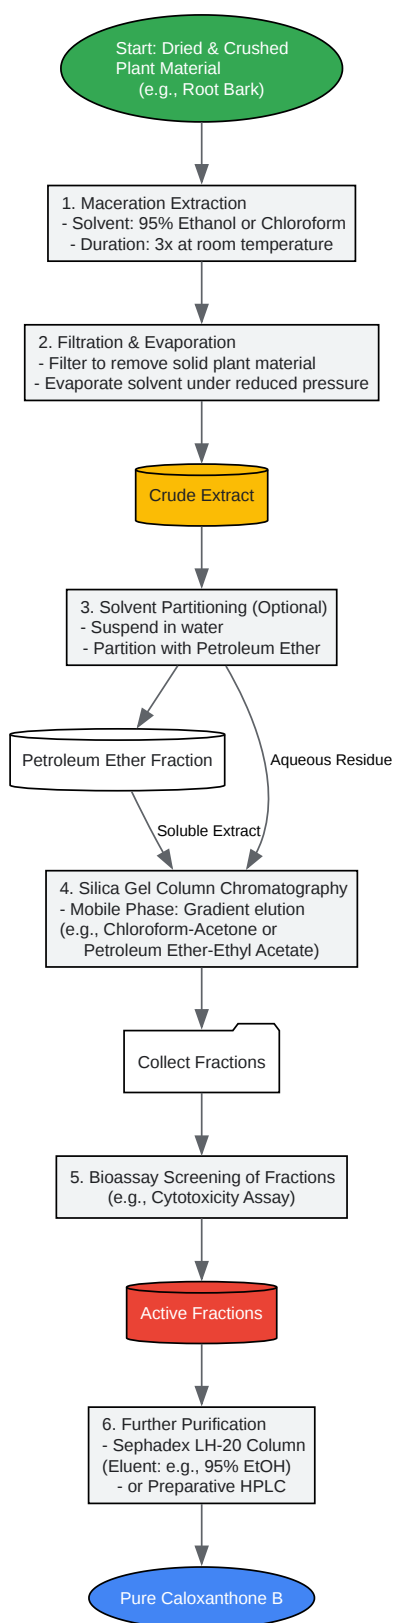 Start: Dried & Crushed
Plant Material
(e.g., Root Bark)
1. Maceration Extraction
- Solvent: 95% Ethanol or Chloroform
- Duration: 3x at room temperature
2. Filtration & Evaporation
- Filter to remove solid plant material
- Evaporate solvent under reduced pressure
Crude Extract
3. Solvent Partitioning (Optional)
- Suspend in water
- Partition with Petroleum Ether
Petroleum Ether Fraction
Aqueous Residue
Soluble Extract
4. Silica Gel Column Chromatography
- Mobile Phase: Gradient elution
(e.g., Chloroform-Acetone or
Petroleum Ether-Ethyl Acetate)
Collect Fractions
5. Bioassay Screening of Fractions
(e.g., Cytotoxicity Assay)
Active Fractions
6. Further Purification
- Sephadex LH-20 Column
(Eluent: e.g., 95% EtOH)
- or Preparative HPLC
Pure Caloxanthone B